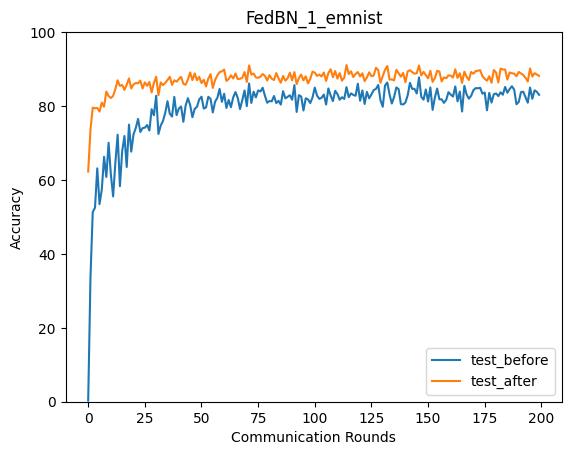 FedBN_1_emnist
100
80
60
40
20
0
Accuracy
0 25 50 75 100 125 150 175 200
Communication Rounds
test_before
test_after